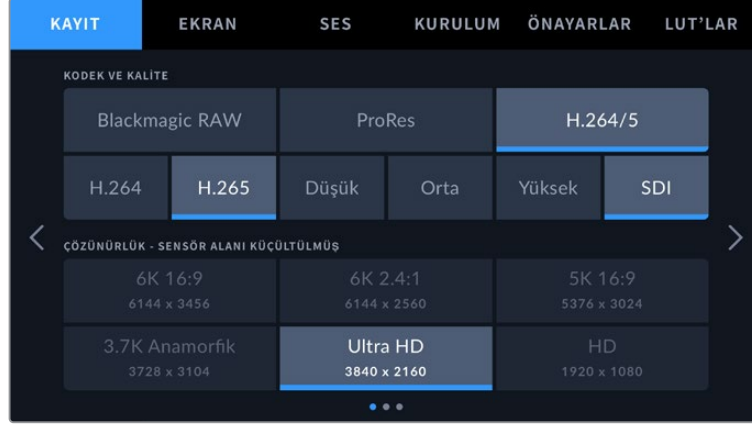 KAYIT EKRAN SES KURULUM ÖNAYARLAR LUT’LAR
KODEK VE KALİTE
Blackmagic RAW ProRes H.264/5
H.264 H.265 Düşük Orta Yüksek SDI
ÇÖZÜNÜRLÜK - SENSÖR ALANI KÜÇÜLTÜLMÜŞ
6K 16:9 6K 2.4:1 5K 16:9
6144 x 3456 6144 x 2560 5376 x 3024
3.7K Anamorfik Ultra HD HD
3728 x 3104 3840 x 2160 1920 x 1080